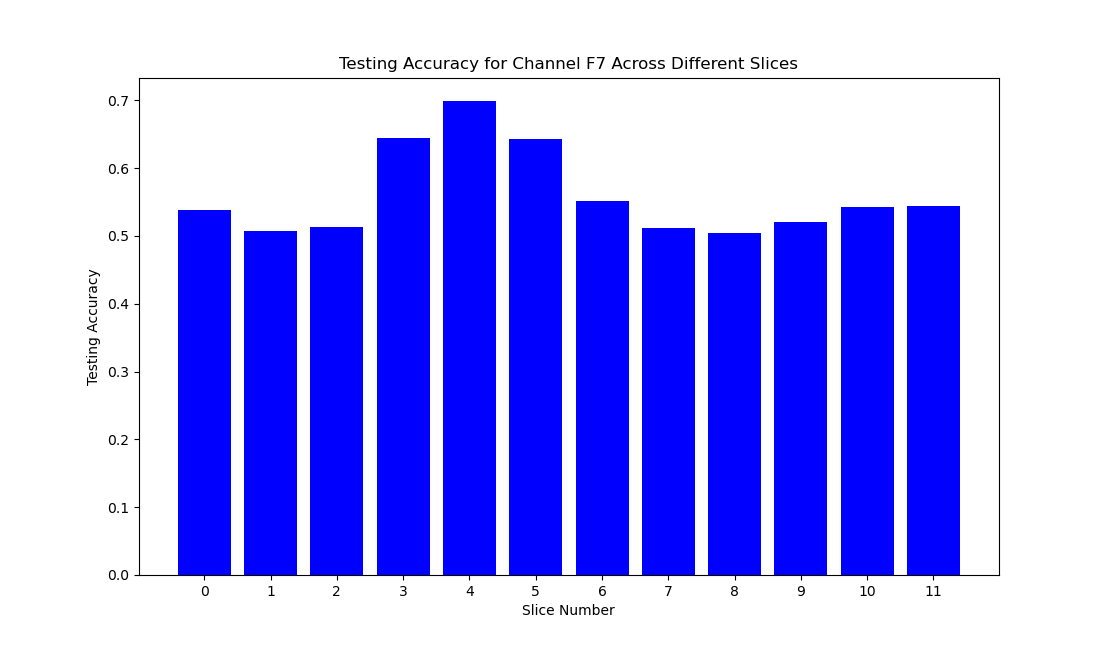 Testing Accuracy for Channel F7 Across Different Slices
Testing Accuracy
0.7
0.6
0.5
0.4
0.3
0.2
0.1
0.0
0 1 2 3 4 5 6 7 8 9 10 11
Slice Number